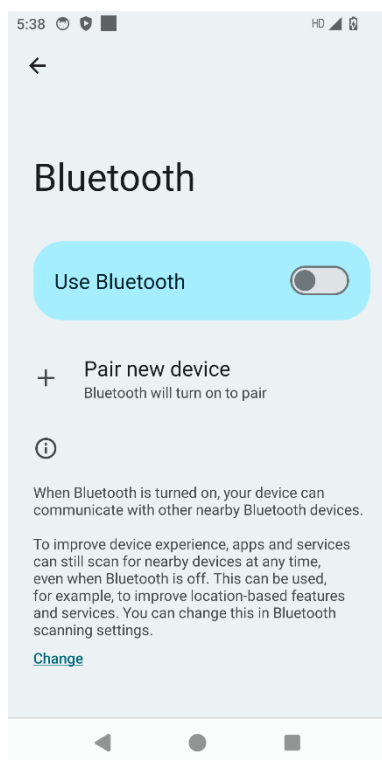 5:38
HD
Bluetooth
Use Bluetooth
Pair new device
Bluetooth will turn on to pair
When Bluetooth is turned on, your device can
communicate with other nearby Bluetooth devices.
To improve device experience, apps and services
can still scan for nearby devices at any time,
even when Bluetooth is off. This can be used,
for example, to improve location-based features
and services. You can change this in Bluetooth
scanning settings.
Change